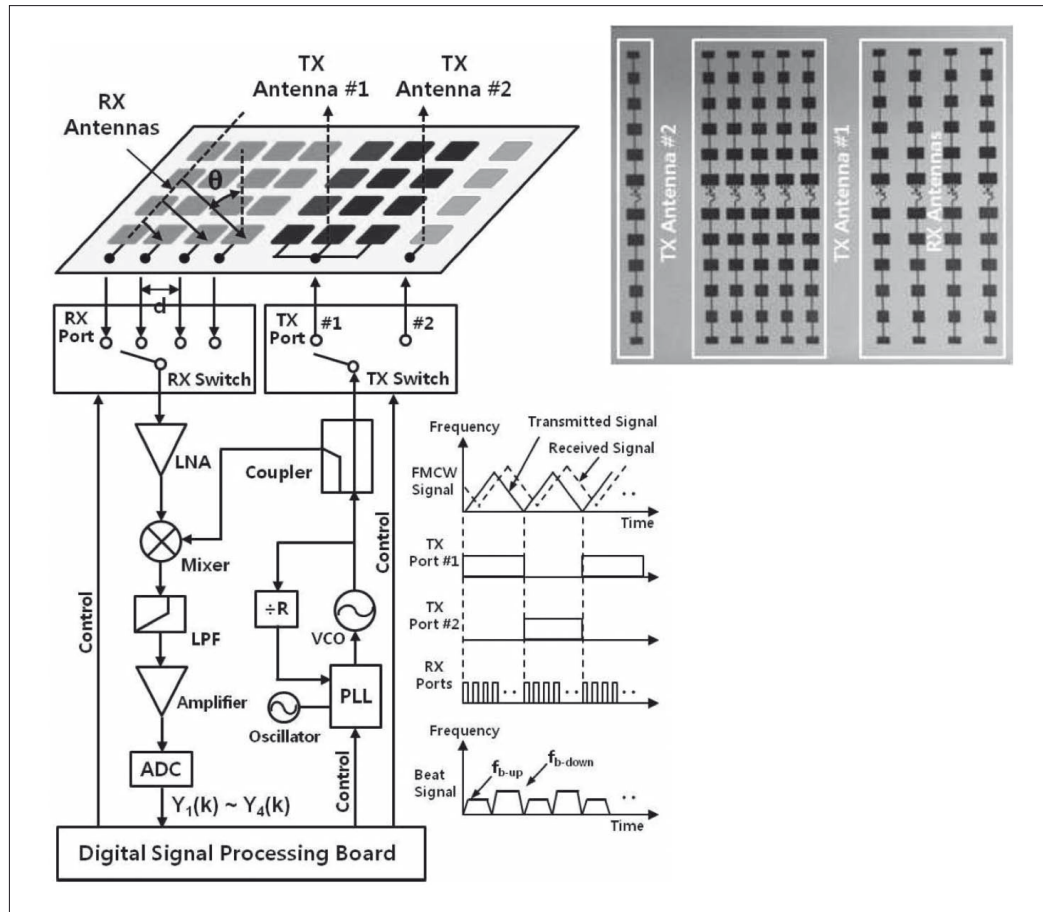 TX
Antenna #1
TX
Antenna #2
RX
Antennas
θ
d
RX
Port
RX Switch
TX
Port
#1
#2
TX Switch
LNA
Coupler
Mixer
Control
Control
÷R
VCO
LPF
PLL
Amplifier
Oscillator
ADC
Control
Y1(k) ~ Y4(k)
Digital Signal Processing Board
TX Antenna #2
TX Antenna #1
RX Antennas
Frequency
Transmitted Signal
Received Signal
FMCW
Signal
Time
TX
Port #1
TX
Port #2
RX
Ports
Frequency
fb-up
fb-down
Beat
Signal
Time